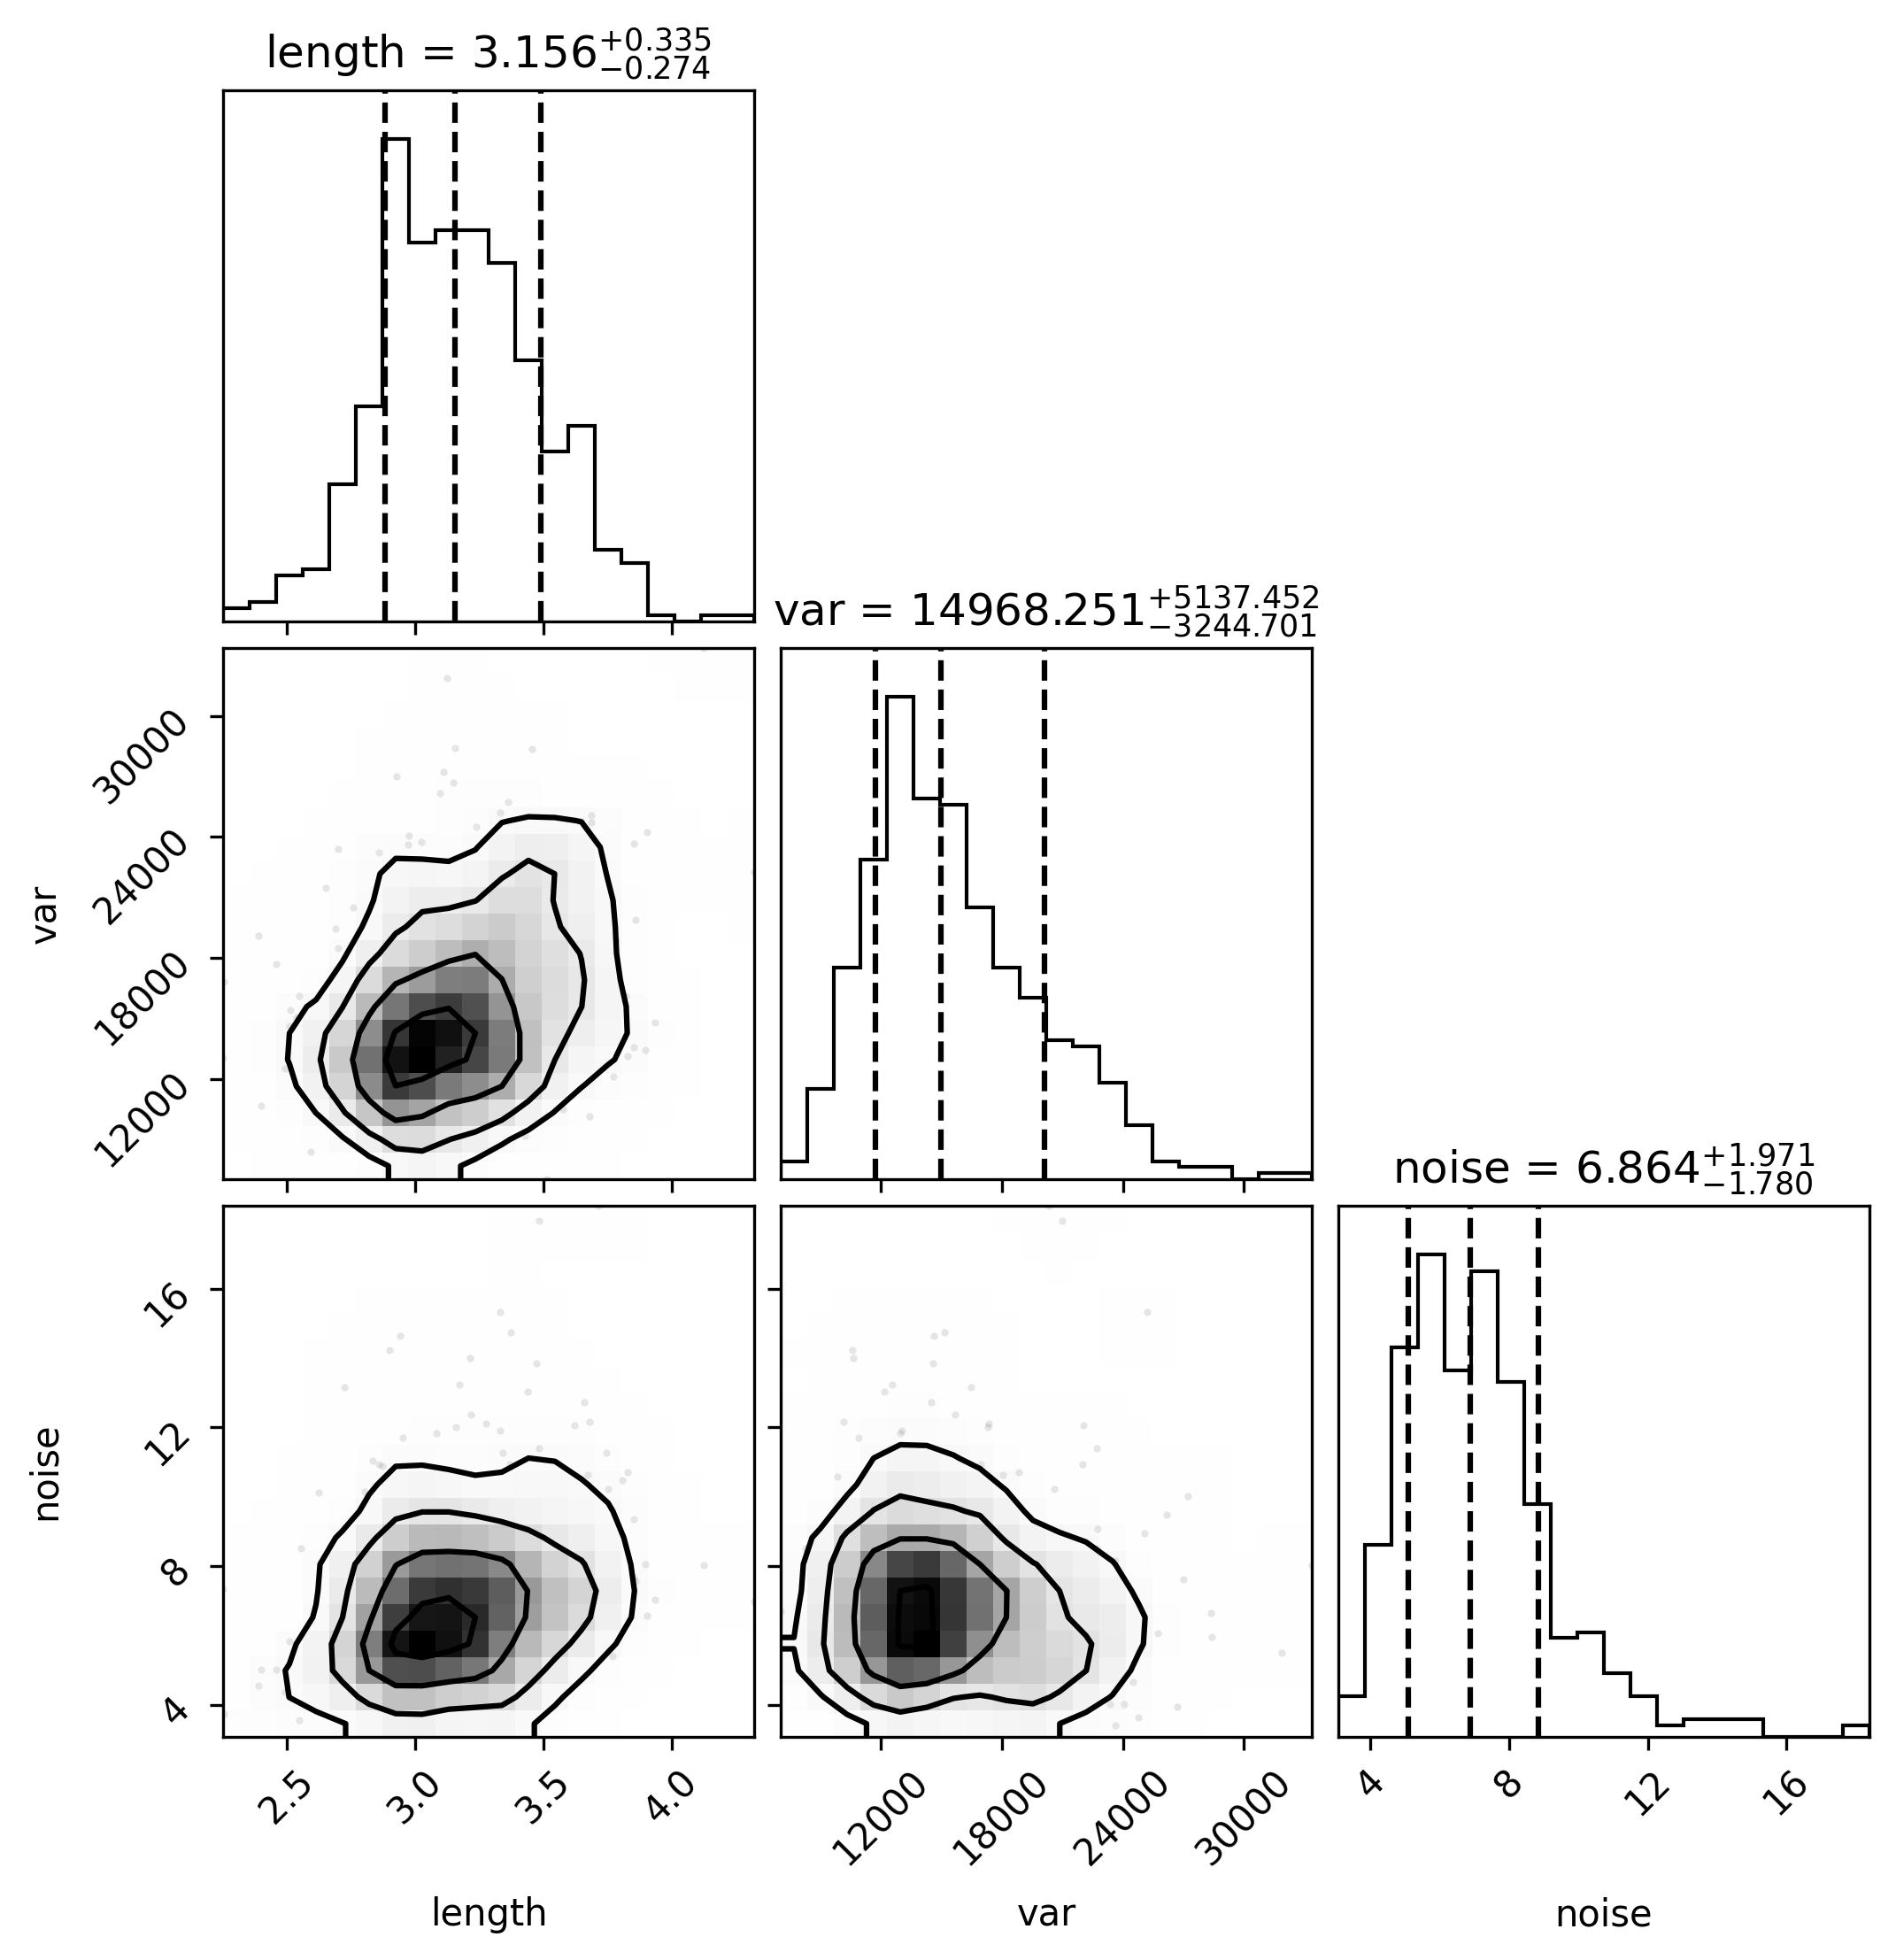 length = 3.156+0.335−0.274
var = 14968.251+5137.452−3244.701
30000
24000
18000
12000
var
noise = 6.864+1.971−1.780
16
12
8
4
noise
2.5 3.0 3.5 4.0
12000 18000 24000 30000
4 8 12 16
length var noise